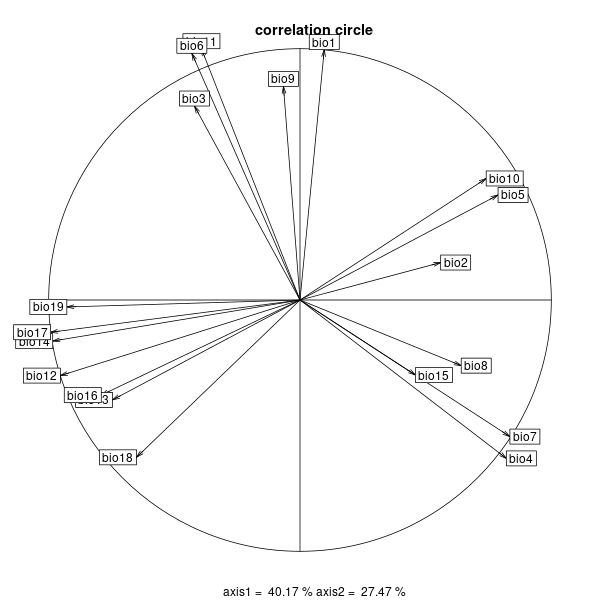 correlation circle
bio1
bio6
bio9
bio3
bio10
bio5
bio2
bio19
bio17
bio14
bio12
bio16
bio18
bio8
bio15
bio7
bio4
axis1 = 40.17 % axis2 = 27.47 %